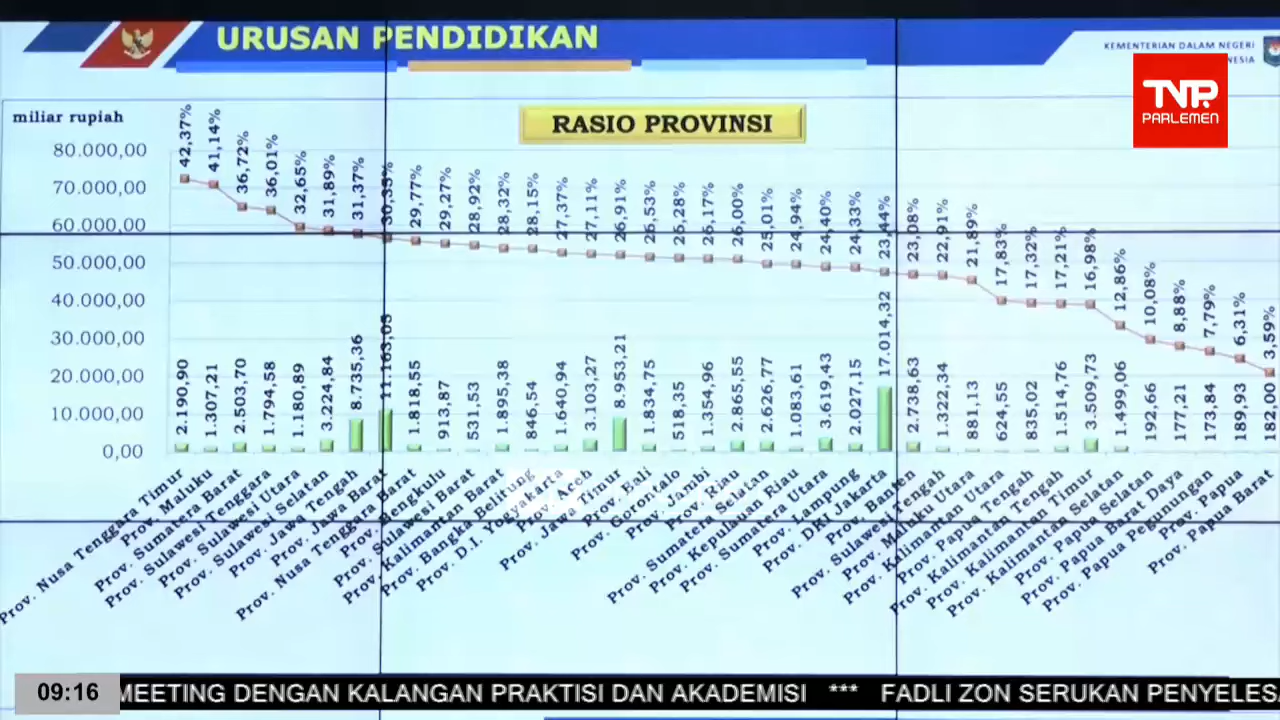 URUSAN PENDIDIKAN
KEMENTERIAN DALAM NEGERI
TVR
PARLEMEN
miliar rupiah
RASIO PROVINSI
80.000,00
70.000,00
60.000,00
50.000,00
40.000,00
30.000,00
20.000,00
10.000,00
0,00
42,37% 41,14% 36,72% 36,01% 32,65% 31,89% 31,37% 30,33% 29,77% 29,27% 28,92% 28,32% 28,15% 27,37% 27,11% 26,91% 26,53% 26,28% 26,17% 26,00% 25,01% 24,94% 24,40% 24,33% 23,44% 23,08% 22,91% 21,89% 17,83% 17,32% 17,21% 16,98% 12,86% 10,08% 8,88% 7,79% 6,31% 3,59%
2.190,90 1.307,21 2.503,70 1.794,58 1.180,89 3.224,84 8.735,36 11.163,03 1.818,55 913,87 531,53 1.895,38 846,54 1.640,94 3.103,27 8.953,21 1.834,75 518,35 1.354,96 2.865,55 2.626,77 1.083,61 3.619,43 2.027,15 17.014,32 2.738,63 1.322,34 881,13 624,55 835,02 1.514,76 3.509,73 1.499,06 192,66 177,21 173,84 189,93 182,00
Prov. Nusa Tenggara Timur
Prov. Maluku
Prov. Sumatera Barat
Prov. Sulawesi Tenggara
Prov. Sulawesi Utara
Prov. Sulawesi Selatan
Prov. Jawa Tengah
Prov. Jawa Barat
Prov. Nusa Tenggara Barat
Prov. Bengkulu
Prov. Sulawesi Barat
Prov. Kalimantan Barat
Prov. Bangka Belitung
Prov. D.I. Yogyakarta
Prov. Aceh
Prov. Jawa Timur
Prov. Bali
Prov. Gorontalo
Prov. Jambi
Prov. Riau
Prov. Sumatera Selatan
Prov. Kepulauan Riau
Prov. Sumatera Utara
Prov. Lampung
Prov. DKI Jakarta
Prov. Banten
Prov. Sulawesi Tengah
Prov. Maluku Utara
Prov. Kalimantan Utara
Prov. Papua Tengah
Prov. Kalimantan Tengah
Prov. Kalimantan Timur
Prov. Kalimantan Selatan
Prov. Papua Selatan
Prov. Papua Barat Daya
Prov. Papua Pegunungan
Prov. Papua
Prov. Papua Barat
09:16 MEETING DENGAN KALANGAN PRAKTISI DAN AKADEMISI *** FADLI ZON SERUKAN PENYELESA